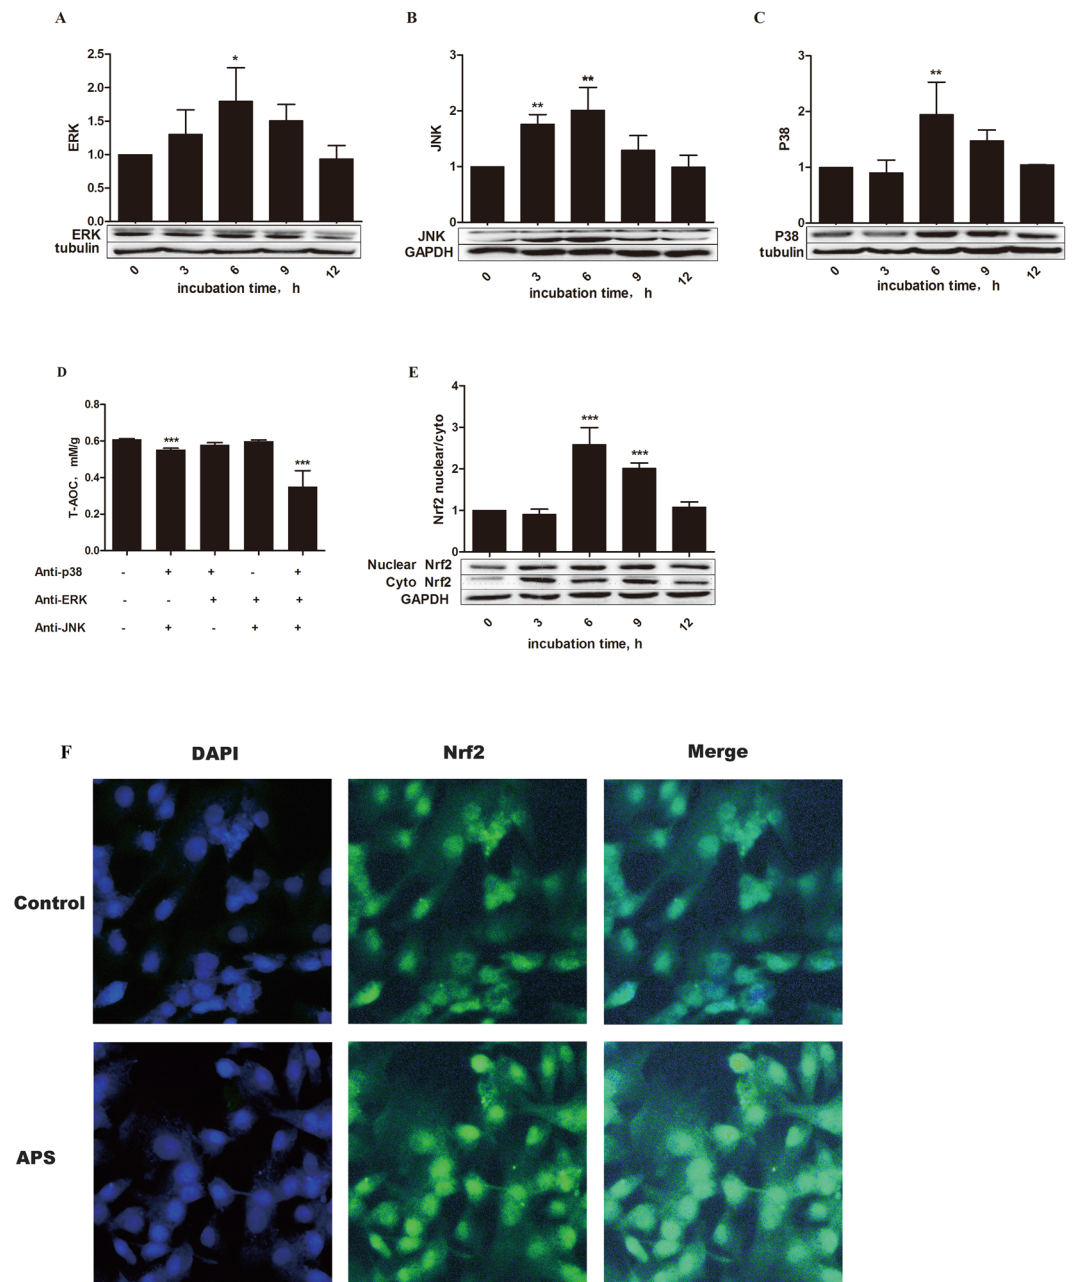 A
B
C
2.5
2.0
1.5
1.0
0.5
0.0
ERK
*
ERK
tubulin
0 3 6 9 12
incubation time, h
3
2
1
0
JNK
** **
JNK
GAPDH
0 3 6 9 12
incubation time, h
3
2
1
0
P38
**
P38
tubulin
0 3 6 9 12
incubation time, h
D
E
0.8
0.6
0.4
0.2
0.0
T-AOC, mM/g
*** ***
Anti-p38 - + + - +
Anti-ERK - - + + +
Anti-JNK - + - + +
4
3
2
1
0
Nrf2 nuclear/cyto
*** ***
Nuclear Nrf2
Cyto Nrf2
GAPDH
0 3 6 9 12
incubation time, h
F
DAPI Nrf2 Merge
Control
APS